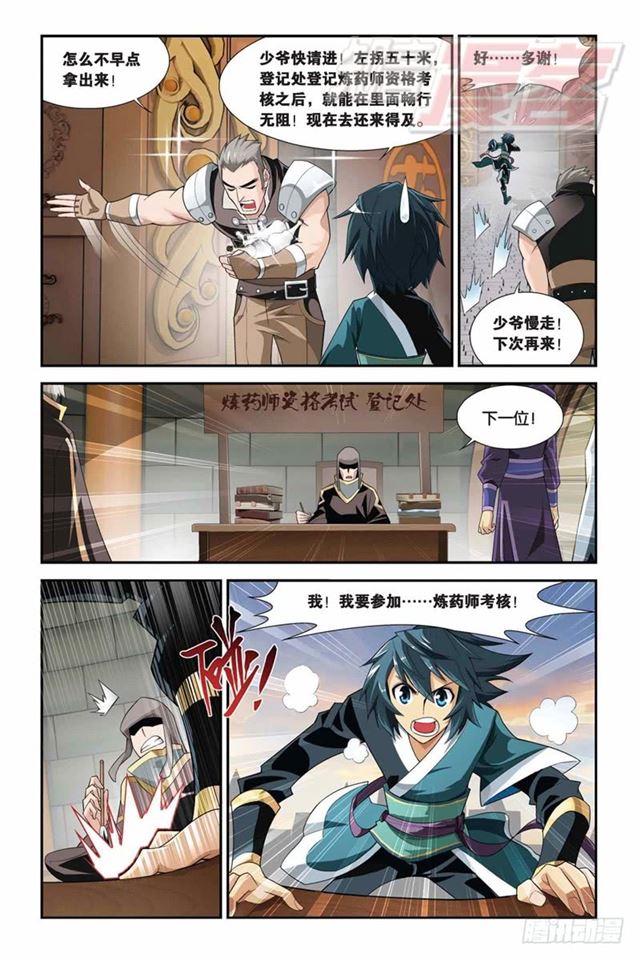 怎么不早点
拿出来！
少爷快请进！左拐五十米，
登记处登记炼药师资格考
核之后，就能在里面畅行
无阻！现在去还来得及。
好……多谢！
少爷慢走！
下次再来！
炼药师资格考试 登记处
下一位！
碰！
我！我要参加……炼药师考核！
腾讯动漫